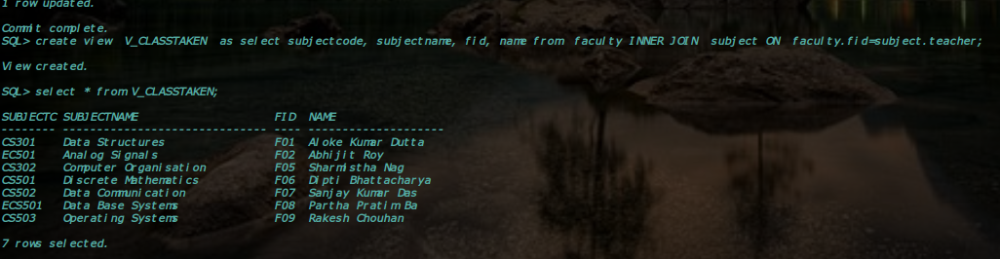 1 row updated.
Commit complete.
SQL> create view V_CLASSTAKEN as select subjectcode, subjectname, fid, name from faculty INNER JOIN subject ON faculty.fid=subject.teacher;
View created.
SQL> select * from V_CLASSTAKEN;
SUBJECTC SUBJECTNAME FID NAME
-------- ------------------------------ ---- --------------------
CS301 Data Structures F01 Aloke Kumar Dutta
EC501 Analog Signals F02 Abhijit Roy
CS302 Computer Organisation F05 Sharmistha Nag
CS501 Discrete Mathematics F06 Dipti Bhattacharya
CS502 Data Communication F07 Sanjay Kumar Das
ECS501 Data Base Systems F08 Partha Pratim Ba
CS503 Operating Systems F09 Rakesh Chouhan
7 rows selected.